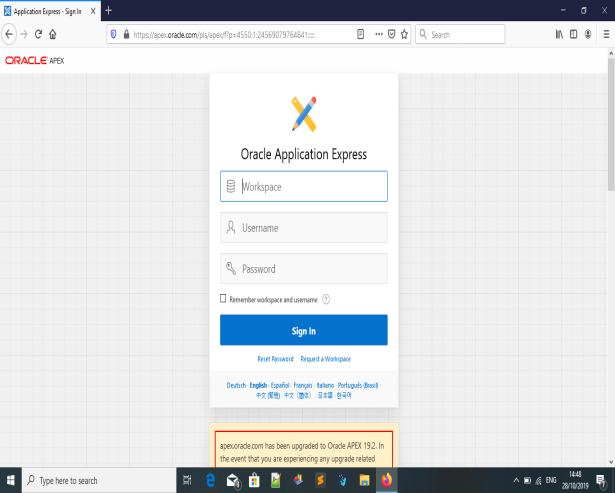 Application Express - Sign In
https://apex.oracle.com/pls/apex/f?p=4550:1:24569079764841:::::
Search
ORACLE APEX
Oracle Application Express
Workspace
Username
Password
Remember workspace and username ?
Sign In
Reset Password Request a Workspace
Deutsch · English · Español · Français · Italiano · Português (Brasil) ·
中文 (简体) · 中文 (繁体) · 日本語 · 한국어
apex.oracle.com has been upgraded to Oracle APEX 19.2. In
the event that you are experiencing any upgrade related
Type here to search
ENG
14:48
28/10/2019